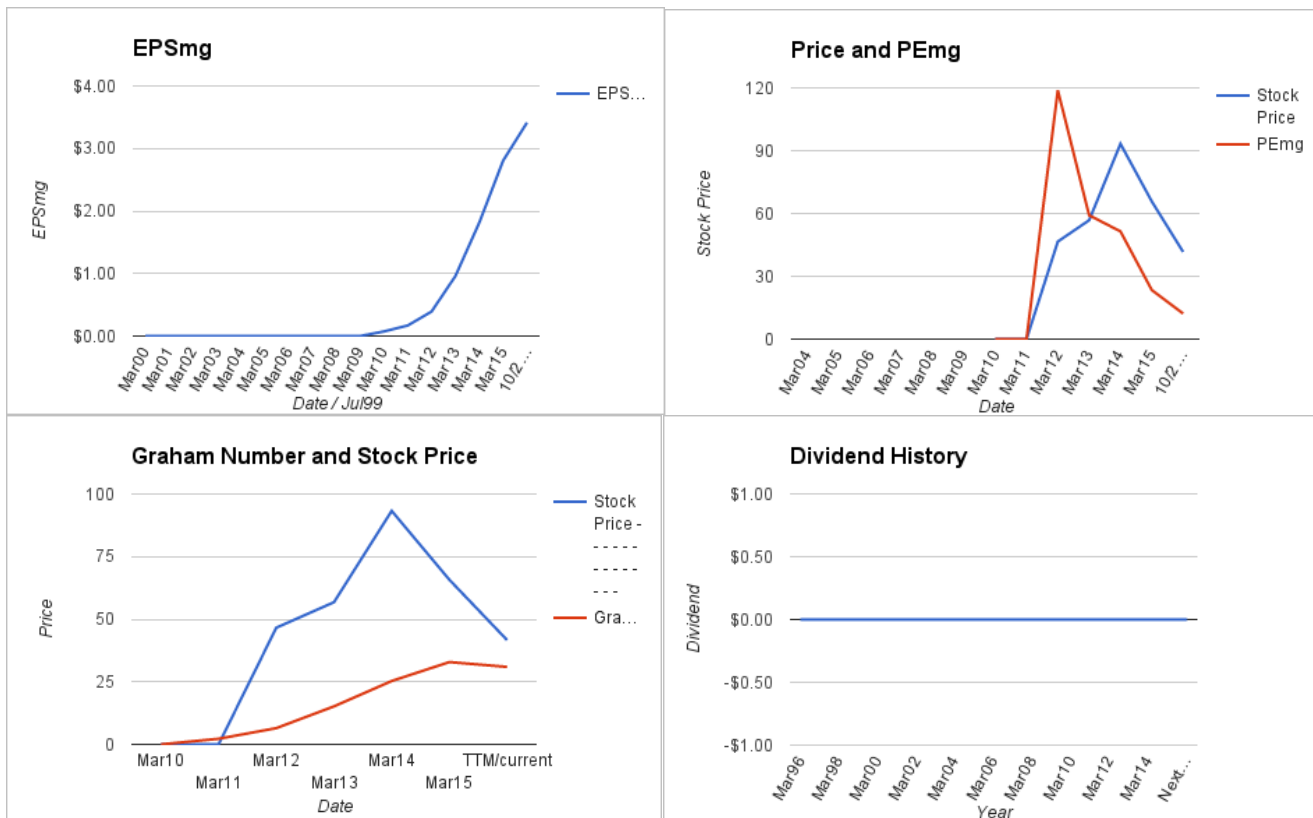 EPSmg
$4.00
$3.00
$2.00
$1.00
$0.00
EPSmg
EPS...
Mar00
Mar01
Mar02
Mar03
Mar04
Mar05
Mar06
Mar07
Mar08
Mar09
Mar10
Mar11
Mar12
Mar13
Mar14
Mar15
10/2...
Date / Jul99
Price and PEmg
120
90
60
30
0
Stock Price
Stock
Price
PEmg
Mar04
Mar05
Mar06
Mar07
Mar08
Mar09
Mar10
Mar11
Mar12
Mar13
Mar14
Mar15
10/2...
Date
Graham Number and Stock Price
100
75
50
25
0
Price
Stock
Price -
- - - - -
- - - - -
- - -
Gra...
Mar10
Mar11
Mar12
Mar13
Mar14
Mar15
TTM/current
Date
Dividend History
$1.00
$0.50
$0.00
-$0.50
-$1.00
Dividend
Mar96
Mar98
Mar00
Mar02
Mar04
Mar06
Mar08
Mar10
Mar12
Mar14
Next...
Year